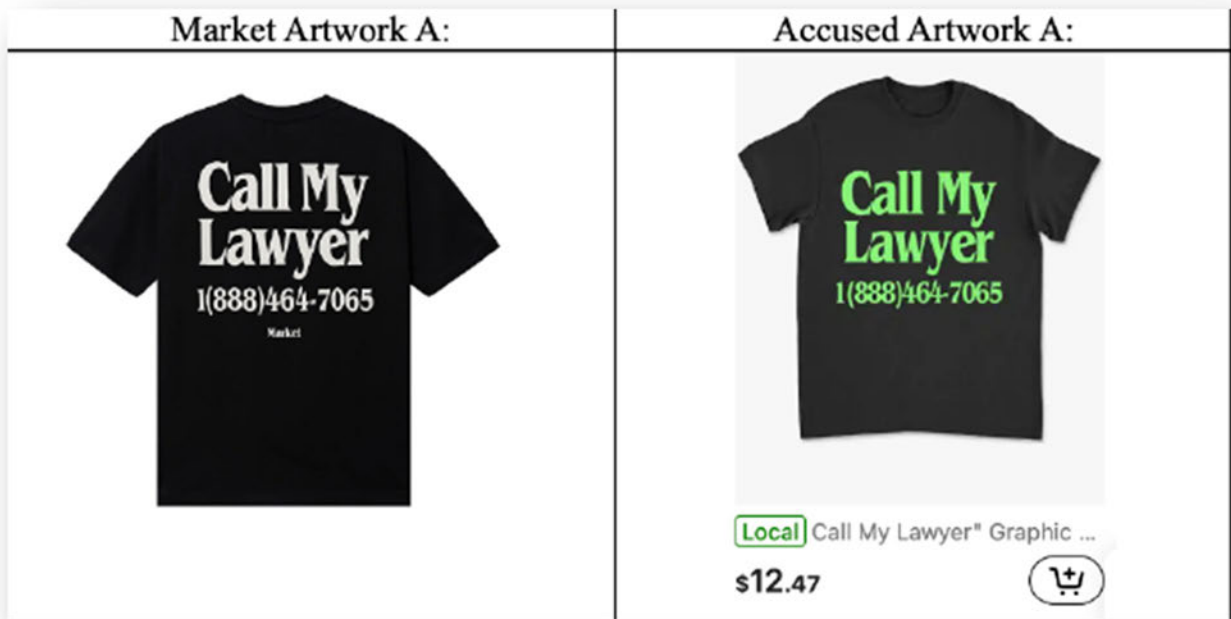 Market Artwork A:
Accused Artwork A:
Call My
Lawyer
1(888)464-7065
Market
Call My
Lawyer
1(888)464-7065
Local Call My Lawyer" Graphic ...
$12.47